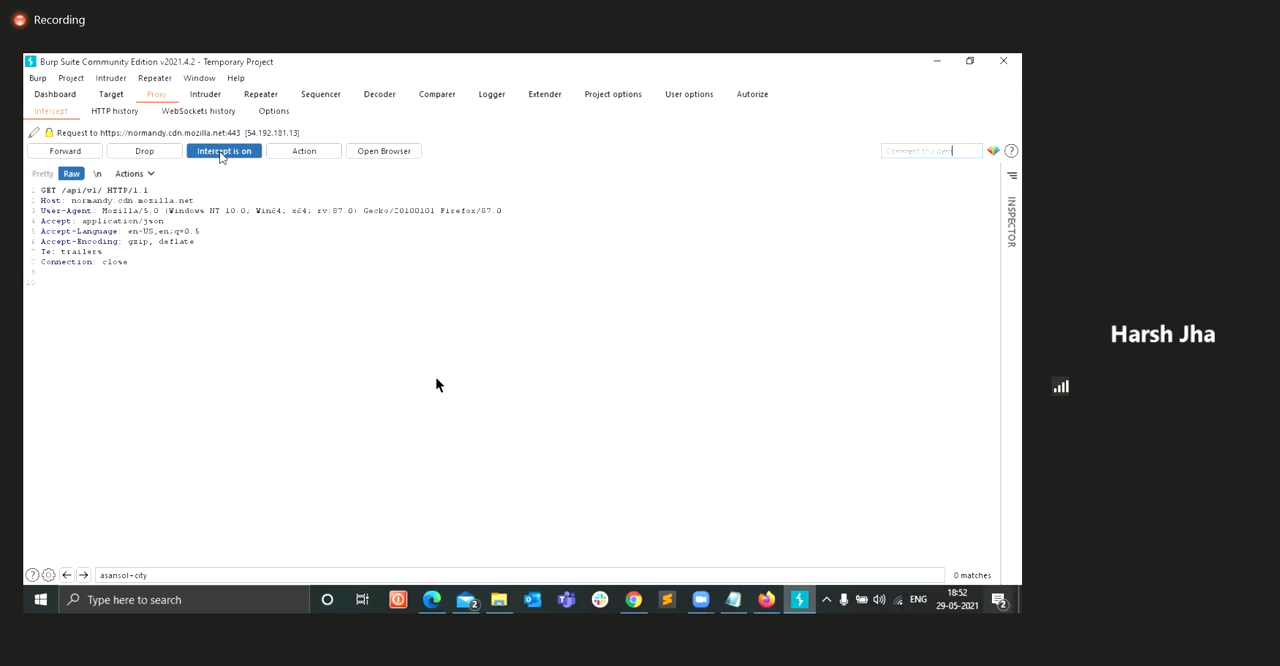 Recording
Burp Suite Community Edition v2021.4.2 - Temporary Project
Burp Project Intruder Repeater Window Help
Dashboard Target Proxy Intruder Repeater Sequencer Decoder Comparer Logger Extender Project options User options Autorize
Intercept HTTP history WebSockets history Options
Request to https://normandy.cdn.mozilla.net:443 [54.192.181.13]
Forward Drop Intercept is on Action Open Browser Comment this item
Pretty Raw \n Actions
1 GET /api/v1/ HTTP/1.1
2 Host: normandy.cdn.mozilla.net
3 User-Agent: Mozilla/5.0 (Windows NT 10.0; Win64; x64; rv:87.0) Gecko/20100101 Firefox/87.0
4 Accept: application/json
5 Accept-Language: en-US,en;q=0.5
6 Accept-Encoding: gzip, deflate
7 Te: trailers
8 Connection: close
9
10
INSPECTOR
Harsh Jha
asansol-city 0 matches
Type here to search 2 ENG 18:52
29-05-2021 2